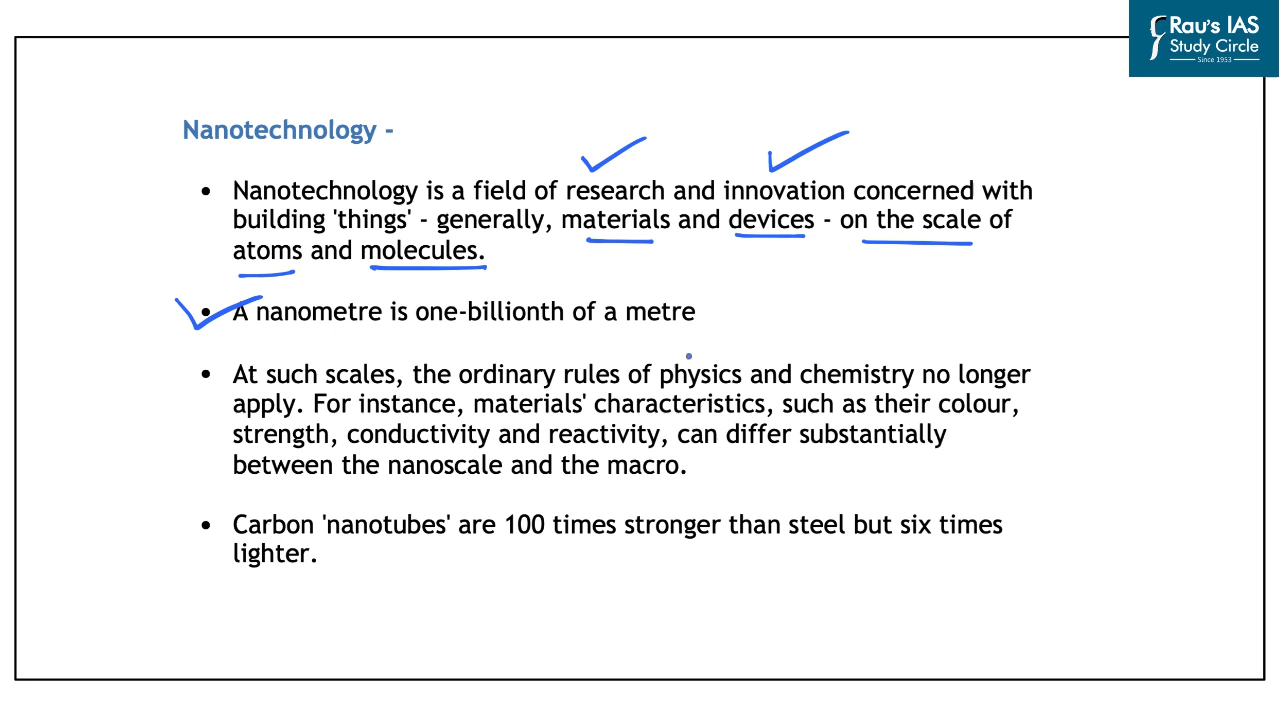 Rau's IAS
Study Circle
Since 1953
Nanotechnology -
• Nanotechnology is a field of research and innovation concerned with
building 'things' - generally, materials and devices - on the scale of
atoms and molecules.
• A nanometre is one-billionth of a metre
• At such scales, the ordinary rules of physics and chemistry no longer
apply. For instance, materials' characteristics, such as their colour,
strength, conductivity and reactivity, can differ substantially
between the nanoscale and the macro.
• Carbon 'nanotubes' are 100 times stronger than steel but six times
lighter.